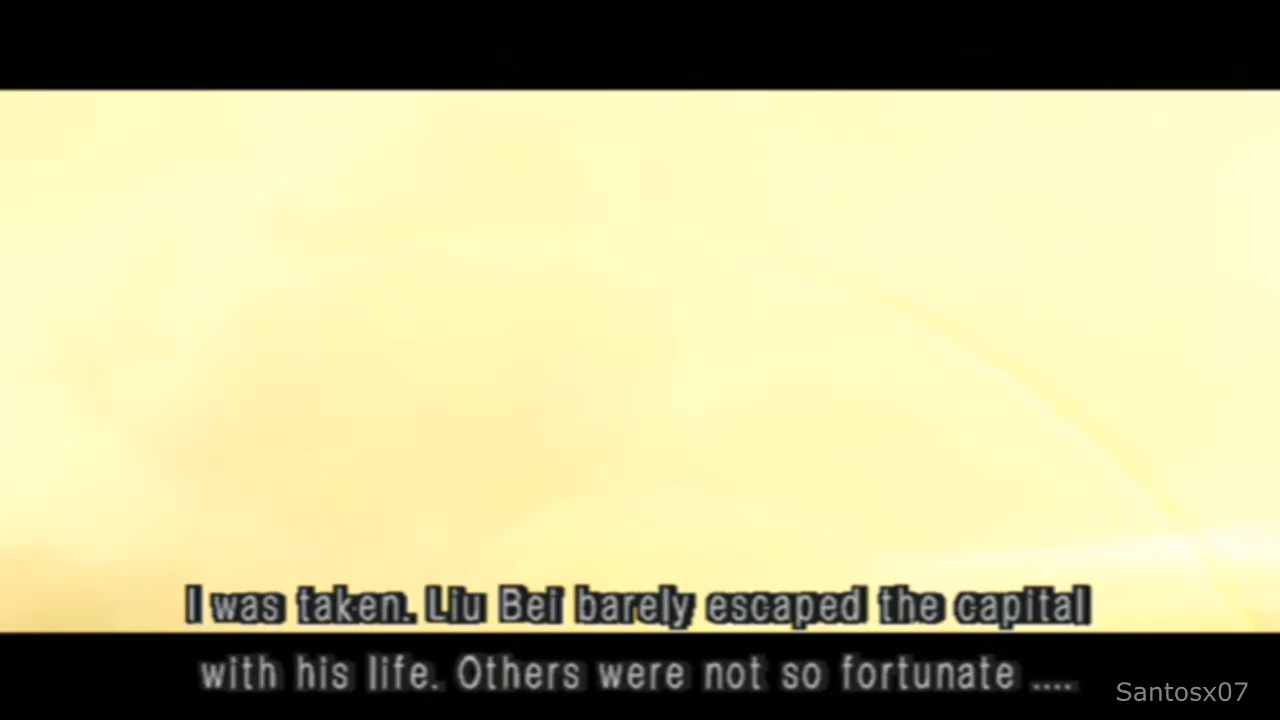 I was taken. Liu Bei barely escaped the capital
with his life. Others were not so fortunate ....
Santosx07